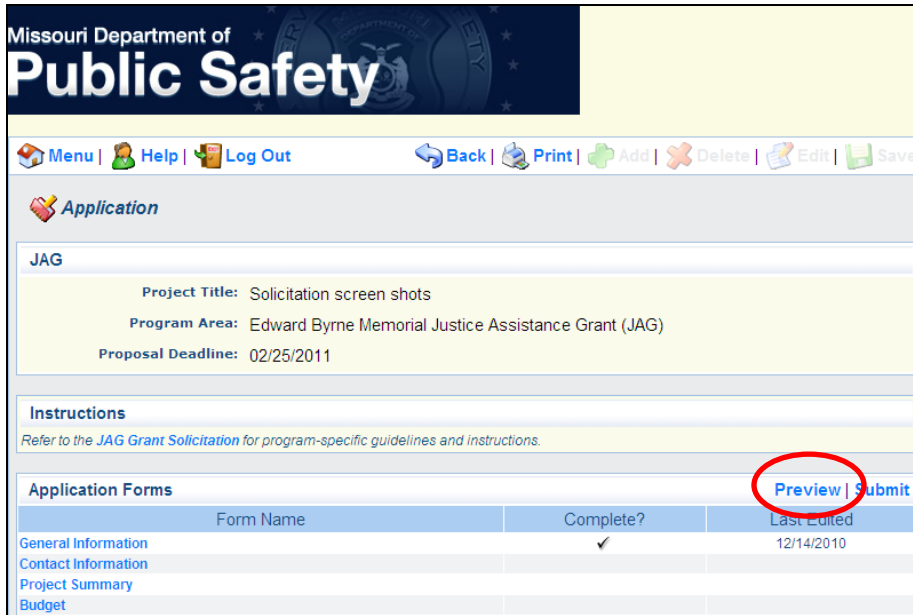 Missouri Department of
Public Safety
Menu | Help | Log Out Back | Print | Add | Delete | Edit | Save
Application
JAG
Project Title: Solicitation screen shots
Program Area: Edward Byrne Memorial Justice Assistance Grant (JAG)
Proposal Deadline: 02/25/2011
Instructions
Refer to the JAG Grant Solicitation for program-specific guidelines and instructions.
Application Forms Preview | Submit
Form Name Complete? Last Edited
General Information ✓ 12/14/2010
Contact Information
Project Summary
Budget